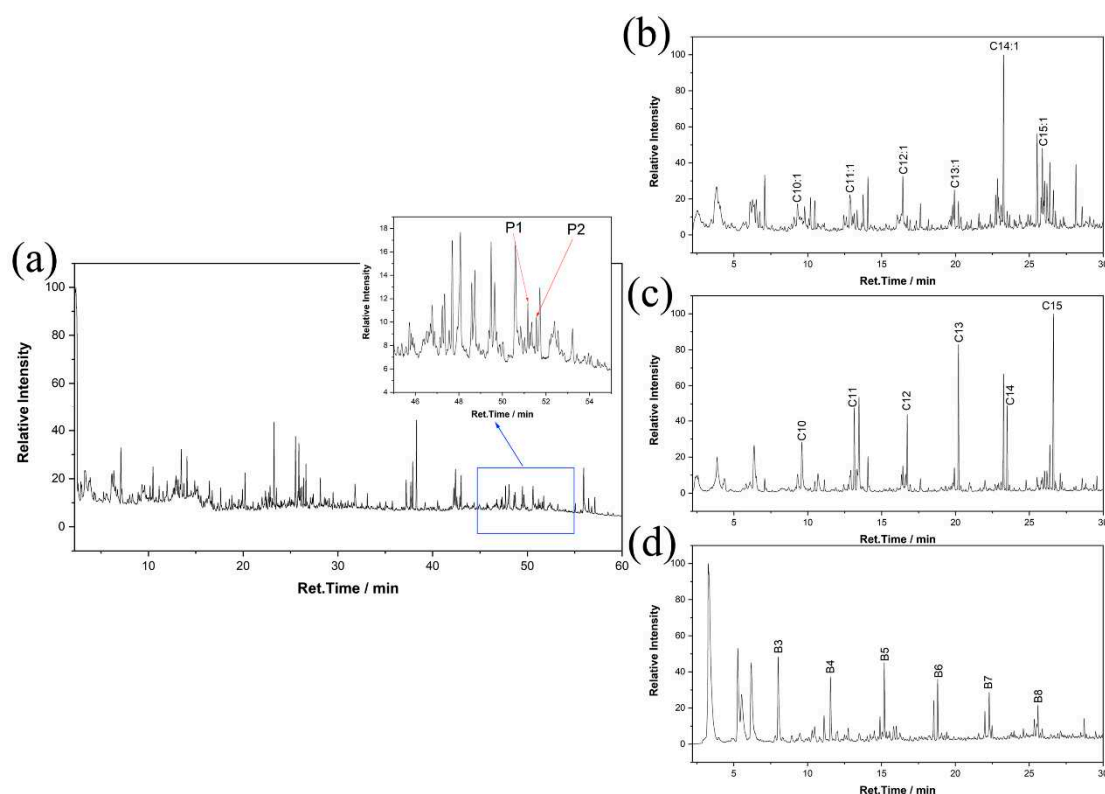 (a)
Relative Intensity
100
80
60
40
20
0
10
20
30
40
50
60
Ret.Time / min
P1
P2
Relative Intensity
18
16
14
12
10
8
6
4
46
48
50
52
54
Ret.Time / min
(b)
Relative Intensity
100
80
60
40
20
0
C10:1
C11:1
C12:1
C13:1
C14:1
C15:1
5
10
15
20
25
30
Ret.Time / min
(c)
Relative Intensity
100
80
60
40
20
0
C10
C11
C12
C13
C14
C15
5
10
15
20
25
30
Ret.Time / min
(d)
Relative Intensity
100
80
60
40
20
0
B3
B4
B5
B6
B7
B8
5
10
15
20
25
30
Ret.Time / min